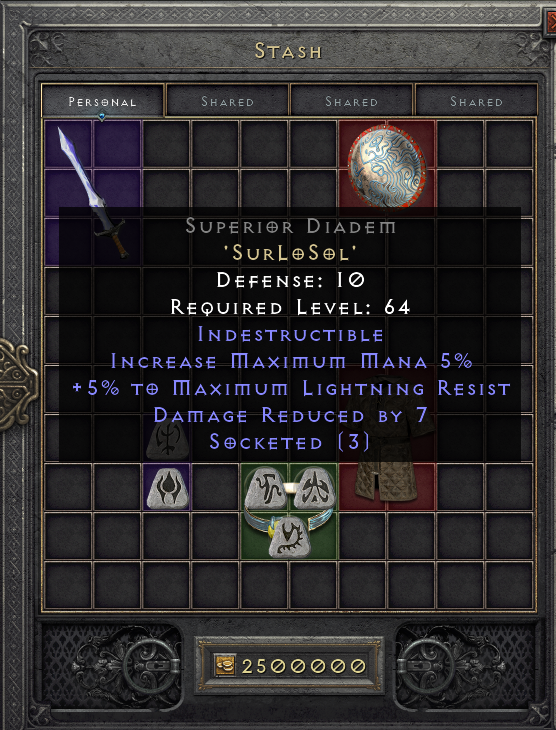 Stash
Personal Shared Shared Shared
Superior Diadem
'SurLoSol'
Defense: 10
Required Level: 64
Indestructible
Increase Maximum Mana 5%
+5% to Maximum Lightning Resist
Damage Reduced by 7
Socketed (3)
2500000